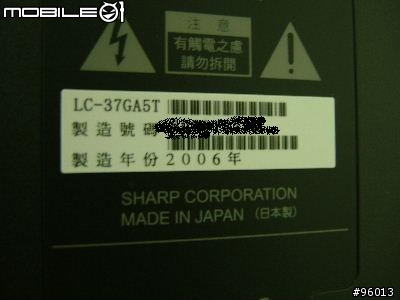 MOBILE01
注意
有觸電之虞
請勿拆開
LC-37GA5T
製造號碼
製造年份2006年
SHARP CORPORATION
MADE IN JAPAN (日本製)
#96013